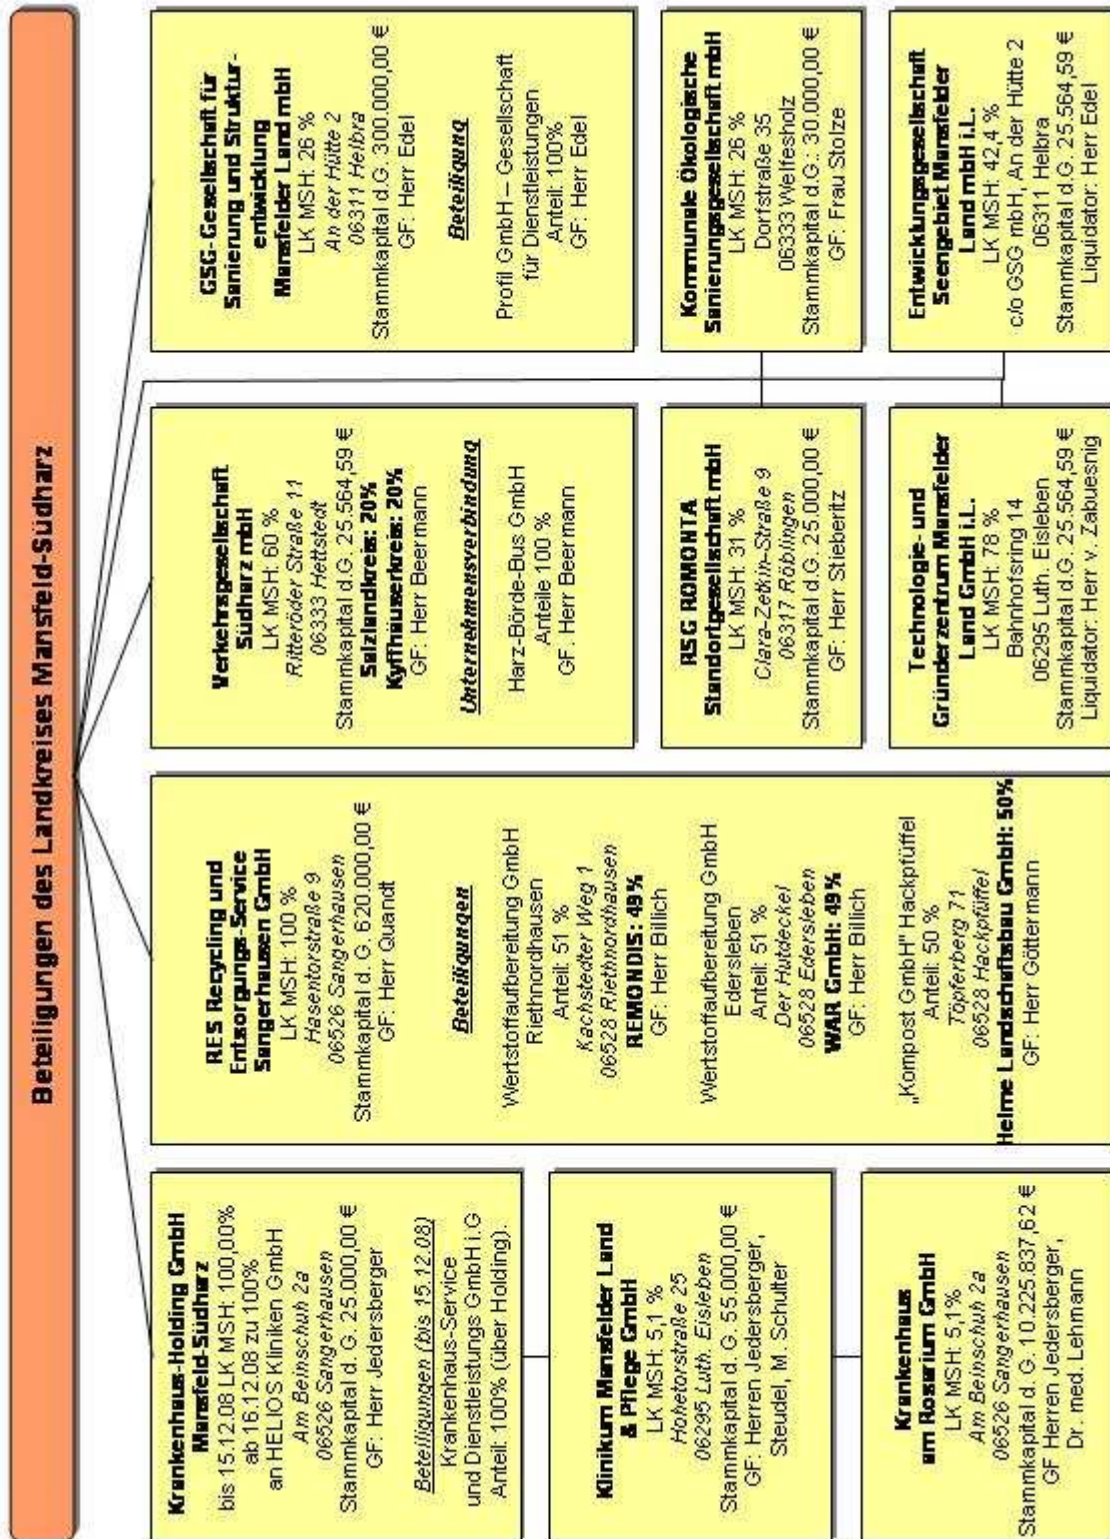 Beteiligungen des Landkreises Mansfeld-Südharz
Krankenhaus-Holding GmbH
Mansfeld-Südharz
bis 15.12.08 LK MSH: 100,00%
ab 16.12.08 zu 100%
an HELIOS Kliniken GmbH
Am Beinschuh 2a
06526 Sangerhausen
Stammkapital d. G. 25.000,00 €
GF: Herr Jedersberger
Beteiligungen (bis 15.12.08)
Krankenhaus-Service
und Dienstleistungs GmbH i.G
Anteil: 100% (über Holding).
Klinikum Mansfelder Land
& Pflege GmbH
LK MSH: 5,1 %
Hohetorstraße 25
06295 Luth. Eisleben
Stammkapital d. G. 55.000,00 €
GF: Herren Jedersberger,
Steudel, M. Schutter
Krankenhaus
am Rosarium GmbH
LK MSH: 5,1%
Am Beinschuh 2a
06526 Sangerhausen
Stammkapital d. G. 10.225.837,62 €
GF Herren Jedersberger,
Dr. med. Lehmann
RES Recycling und
Entsorgungs-Service
Sangerhausen GmbH
LK MSH: 100 %
Hasentorstraße 9
06526 Sangerhausen
Stammkapital d. G. 620.000,00 €
GF: Herr Quandt
Beteiligungen
Wertstoffaufbereitung GmbH
Riethnordhausen
Anteil: 51 %
Kachstedter Weg 1
06528 Riethnordhausen
REMONDIS: 49%
GF: Herr Billich
Wertstoffaufbereitung GmbH
Edersleben
Anteil: 51 %
Der Hutdeckel
06528 Edersleben
WAR GmbH: 49%
GF: Herr Billich
„Kompost GmbH" Hackpfüffel
Anteil: 50 %
Töpferberg 71
06528 Hackpfüffel
Helme Landschaftsbau GmbH: 50%
GF: Herr Göttermann
Verkehrsgesellschaft
Südharz mbH
LK MSH: 60 %
Ritteröder Straße 11
06333 Hettstedt
Stammkapital d.G. 25.564,59 €
Salzlandkreis: 20%
Kyffhäuserkreis: 20%
GF: Herr Beermann
Unternehmensverbindung
Harz-Börde-Bus GmbH
Anteile 100 %
GF: Herr Beermann
RSG ROMONTA
Standortgesellschaft mbH
LK MSH: 31 %
Clara-Zetkin-Straße 9
06317 Röblingen
Stammkapital d.G. 25.000,00 €
GF: Herr Stieberitz
Technologie- und
Gründerzentrum Mansfelder
Land GmbH i.L.
LK MSH: 78 %
Bahnhofsring 14
06295 Luth. Eisleben
Stammkapital d.G. 25.564,59 €
Liquidator: Herr v. Zabuesnig
GSG- Gesellschaft für
Sanierung und Struktur-
entwicklung
Mansfelder Land mbH
LK MSH: 26 %
An der Hütte 2
06311 Helbra
Stammkapital d.G. 300.000,00 €
GF: Herr Edel
Beteiligung
Profil GmbH – Gesellschaft
für Dienstleistungen
Anteil: 100%
GF: Herr Edel
Kommunale Ökologische
Sanierungsgesellschaft mbH
LK MSH: 26 %
Dorfstraße 35
06333 Welfesholz
Stammkapital d.G.: 30.000,00 €
GF: Frau Stolze
Entwicklungsgesellschaft
Seengebiet Mansfelder
Land mbH i.L.
LK MSH: 42,4 %
c/o GSG mbH, An der Hütte 2
06311 Helbra
Stammkapital d.G. 25.564,59 €
Liquidator: Herr Edel